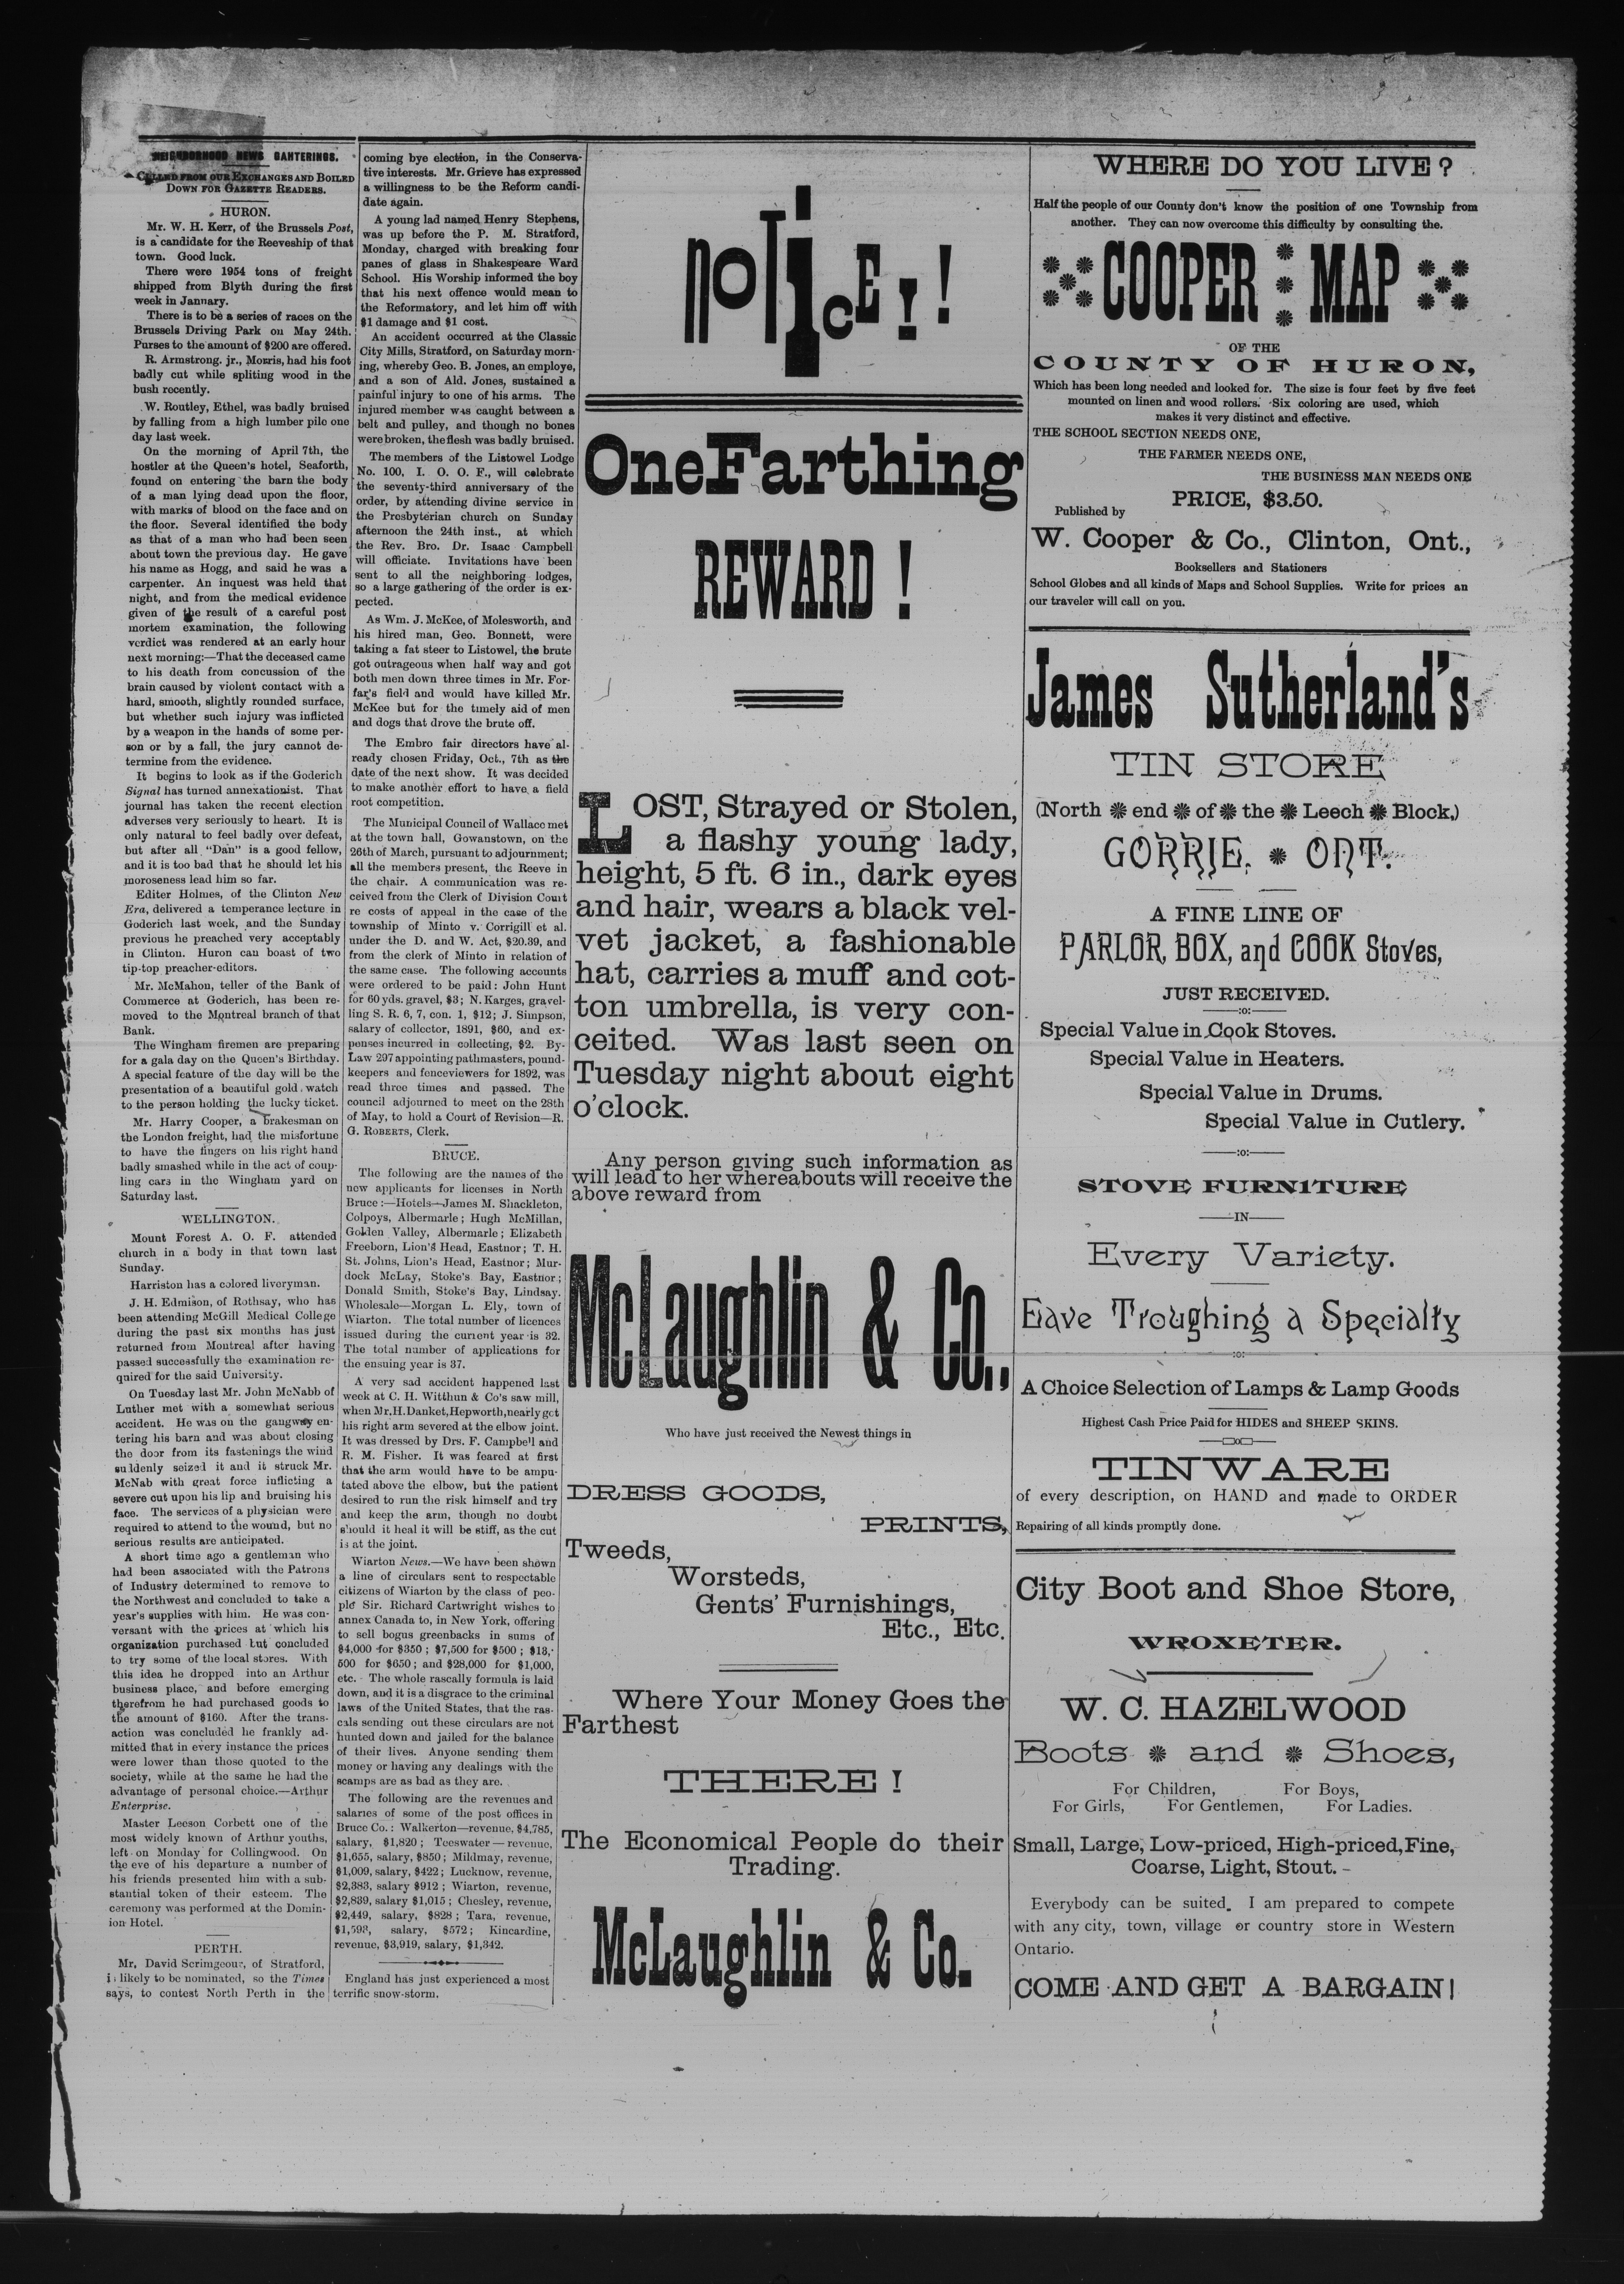 NEIGHBORHOOD NEWS GAHTERINGS.
CULLED FROM OUR EXCHANGES AND BOILED
DOWN FOR GAZETTE READERS.
HURON.
Mr. W. H. Kerr, of the Brussels Post,
is a candidate for the Reeveship of that
town. Good luck.
There were 1954 tons of freight
shipped from Blyth during the first
week in January.
There is to be a series of races on the
Brussels Driving Park on May 24th.
Purses to the amount of $200 are offered.
R. Armstrong. jr., Morris, had his foot
badly cut while spliting wood in the
bush recently.
W. Routley, Ethel, was badly bruised
by falling from a high lumber pile one
day last week.
On the morning of April 7th, the
hostler at the Queen's hotel, Seaforth,
found on entering the barn the body
of a man lying dead upon the floor,
with marks of blood on the face and on
the floor. Several identified the body
as that of a man who had been seen
about town the previous day. He gave
his name as Hogg, and said he was a
carpenter. An inquest was held that
night, and from the medical evidence
given of the result of a careful post
mortem examination, the following
verdict was rendered at an early hour
next morning:—That the deceased came
to his death from concussion of the
brain caused by violent contact with a
hard, smooth, slightly rounded surface,
but whether such injury was inflicted
by a weapon in the hands of some per-
son or by a fall, the jury cannot de-
termine from the evidence.
It begins to look as if the Goderich
Signal has turned annexationist. That
journal has taken the recent election
adverses very seriously to heart. It is
only natural to feel badly over defeat,
but after all "Dan" is a good fellow,
and it is too bad that he should let his
moroseness lead him so far.
Editer Holmes, of the Clinton New
Era, delivered a temperance lecture in
Goderich last week, and the Sunday
previous he preached very acceptably
in Clinton. Huron can boast of two
tip-top preacher-editors.
Mr. McMahon, teller of the Bank of
Commerce at Goderich, has been re-
moved to the Montreal branch of that
Bank.
The Wingham firemen are preparing
for a gala day on the Queen's Birthday.
A special feature of the day will be the
presentation of a beautiful gold watch
to the person holding the lucky ticket.
Mr. Harry Cooper, a brakesman on
the London freight, had the misfortune
to have the fingers on his right hand
badly smashed while in the act of coup-
ling cars in the Wingham yard on
Saturday last.
WELLINGTON.
Mount Forest A. O. F. attended
church in a body in that town last
Sunday.
Harriston has a colored liveryman.
J. H. Edmison, of Rothsay, who has
been attending McGill Medical College
during the past six months has just
returned from Montreal after having
passed successfully the examination re-
quired for the said University.
On Tuesday last Mr. John McNabb of
Luther met with a somewhat serious
accident. He was on the gangway en-
tering his barn and was about closing
the door from its fastenings the wind
suddenly seized it and it struck Mr.
McNab with great force inflicting a
severe cut upon his lip and bruising his
face. The services of a physician were
required to attend to the wound, but no
serious results are anticipated.
A short time ago a gentleman who
had been associated with the Patrons
of Industry determined to remove to
the Northwest and concluded to take a
year's supplies with him. He was con-
versant with the prices at which his
organization purchased but concluded
to try some of the local stores. With
this idea he dropped into an Arthur
business place, and before emerging
therefrom he had purchased goods to
the amount of $160. After the trans-
action was concluded he frankly ad-
mitted that in every instance the prices
were lower than those quoted to the
society, while at the same he had the
advantage of personal choice.—Arthur
Enterprise.
Master Leeson Corbett one of the
most widely known of Arthur youths,
left on Monday for Collingwood. On
the eve of his departure a number of
his friends presented him with a sub-
stantial token of their esteem. The
ceremony was performed at the Domin-
ion Hotel.
PERTH.
Mr, David Scrimgeour, of Stratford,
is likely to be nominated, so the Times
says, to contest North Perth in the
coming bye election, in the Conserva-
tive interests. Mr. Grieve has expressed
a willingness to be the Reform candi-
date again.
A young lad named Henry Stephens,
was up before the P. M. Stratford,
Monday, charged with breaking four
panes of glass in Shakespeare Ward
School. His Worship informed the boy
that his next offence would mean to
the Reformatory, and let him off with
$1 damage and $1 cost.
An accident occurred at the Classic
City Mills, Stratford, on Saturday morn-
ing, whereby Geo. B. Jones, an employe,
and a son of Ald. Jones, sustained a
painful injury to one of his arms. The
injured member was caught between a
belt and pulley, and though no bones
were broken, the flesh was badly bruised.
The members of the Listowel Lodge
No. 100, I. O. O. F., will celebrate
the seventy-third anniversary of the
order, by attending divine service in
the Presbyterian church on Sunday
afternoon the 24th inst., at which
the Rev. Bro. Dr. Isaac Campbell
will officiate. Invitations have been
sent to all the neighboring lodges,
so a large gathering of the order is ex-
pected.
As Wm. J. McKee, of Molesworth, and
his hired man, Geo. Bonnett, were
taking a fat steer to Listowel, the brute
got outrageous when half way and got
both men down three times in Mr. For-
far's field and would have killed Mr.
McKee but for the timely aid of men
and dogs that drove the brute off.
The Embro fair directors have al-
ready chosen Friday, Oct., 7th as the
date of the next show. It was decided
to make another effort to have a field
root competition.
The Municipal Council of Wallace met
at the town hall, Gowanstown, on the
26th of March, pursuant to adjournment;
all the members present, the Reeve in
the chair. A communication was re-
ceived from the Clerk of Division Court
re costs of appeal in the case of the
township of Minto v. Corrigill et al.
under the D. and W. Act, $20.39, and
from the clerk of Minto in relation of
the same case. The following accounts
were ordered to be paid: John Hunt
for 60 yds. gravel, $3; N. Karges, gravel-
ling S. R. 6, 7, con. 1, $12; J. Simpson,
salary of collector, 1891, $60, and ex-
penses incurred in collecting, $2. By-
Law 297 appointing pathmasters, pound-
keepers and fenceviewers for 1892, was
read three times and passed. The
council adjourned to meet on the 28th
of May, to hold a Court of Revision—R.
G. ROBERTS, Clerk.
BRUCE.
The following are the names of the
new applicants for licenses in North
Bruce:—Hotels—James M. Shackleton,
Colpoys, Albermarle; Hugh McMillan,
Golden Valley, Albermarle; Elizabeth
Freeborn, Lion's Head, Eastnor; T. H.
St. Johns, Lion's Head, Eastnor; Mur-
dock McLay, Stoke's Bay, Eastnor;
Donald Smith, Stoke's Bay, Lindsay.
Wholesale—Morgan L. Ely, town of
Wiarton. The total number of licences
issued during the current year is 32.
The total number of applications for
the ensuing year is 37.
A very sad accident happened last
week at C. H. Witthun & Co's saw mill,
when Mr. H. Danket, Hepworth, nearly got
his right arm severed at the elbow joint.
It was dressed by Drs. F. Campbell and
R. M. Fisher. It was feared at first
that the arm would have to be ampu-
tated above the elbow, but the patient
desired to run the risk himself and try
and keep the arm, though no doubt
should it heal it will be stiff, as the cut
is at the joint.
Wiarton News.—We have been shown
a line of circulars sent to respectable
citizens of Wiarton by the class of peo-
ple Sir. Richard Cartwright wishes to
annex Canada to, in New York, offering
to sell bogus greenbacks in sums of
$4,000 for $350; $7,500 for $500; $13,-
500 for $650; and $28,000 for $1,000,
etc. The whole rascally formula is laid
down, and it is a disgrace to the criminal
laws of the United States, that the ras-
cals sending out these circulars are not
hunted down and jailed for the balance
of their lives. Anyone sending them
money or having any dealings with the
scamps are as bad as they are.
The following are the revenues and
salaries of some of the post offices in
Bruce Co.: Walkerton—revenue, $4,785,
salary, $1,820; Teeswater—revenue,
$1,655, salary, $850; Mildmay, revenue,
$1,009, salary, $422; Lucknow, revenue,
$2,383, salary $912; Wiarton, revenue,
$2,839, salary $1,015; Chesley, revenue,
$2,449, salary, $828; Tara, revenue,
$1,593, salary, $572; Kincardine,
revenue, $3,919, salary, $1,342.
England has just experienced a most
terrific snow-storm.
NOTICE!!
One Farthing
REWARD!
LOST, Strayed or Stolen,
a flashy young lady,
height, 5 ft. 6 in., dark eyes
and hair, wears a black vel-
vet jacket, a fashionable
hat, carries a muff and cot-
ton umbrella, is very con-
ceited. Was last seen on
Tuesday night about eight
o'clock.
Any person giving such information as
will lead to her whereabouts will receive the
above reward from
McLaughlin & Co.,
Who have just received the Newest things in
DRESS GOODS,
PRINTS,
Tweeds,
Worsteds,
Gents' Furnishings,
Etc., Etc.
Where Your Money Goes the
Farthest
THERE!
The Economical People do their
Trading.
McLaughlin & Co.
WHERE DO YOU LIVE?
Half the people of our County don't know the position of one Township from
another. They can now overcome this difficulty by consulting the.
COOPER MAP
OF THE
COUNTY OF HURON,
Which has been long needed and looked for. The size is four feet by five feet
mounted on linen and wood rollers. Six coloring are used, which
makes it very distinct and effective.
THE SCHOOL SECTION NEEDS ONE,
THE FARMER NEEDS ONE,
THE BUSINESS MAN NEEDS ONE
PRICE, $3.50.
Published by
W. Cooper & Co., Clinton, Ont.,
Booksellers and Stationers
School Globes and all kinds of Maps and School Supplies. Write for prices an
our traveler will call on you.
James Sutherland's
TIN STORE
(North end of the Leech Block,)
GORRIE, ONT.
A FINE LINE OF
PARLOR, BOX, and COOK Stoves,
JUST RECEIVED.
:o:
Special Value in Cook Stoves.
Special Value in Heaters.
Special Value in Drums.
Special Value in Cutlery.
:o:
STOVE FURN1TURE
IN
Every Variety.
Eave Troughing a Specialty
:o:
A Choice Selection of Lamps & Lamp Goods
Highest Cash Price Paid for HIDES and SHEEP SKINS.
TINWARE
of every description, on HAND and made to ORDER
Repairing of all kinds promptly done.
City Boot and Shoe Store,
WROXETER.
W. C. HAZELWOOD
Boots and Shoes,
For Children, For Boys,
For Girls, For Gentlemen, For Ladies.
Small, Large, Low-priced, High-priced, Fine,
Coarse, Light, Stout.
Everybody can be suited. I am prepared to compete
with any city, town, village or country store in Western
Ontario.
COME AND GET A BARGAIN!